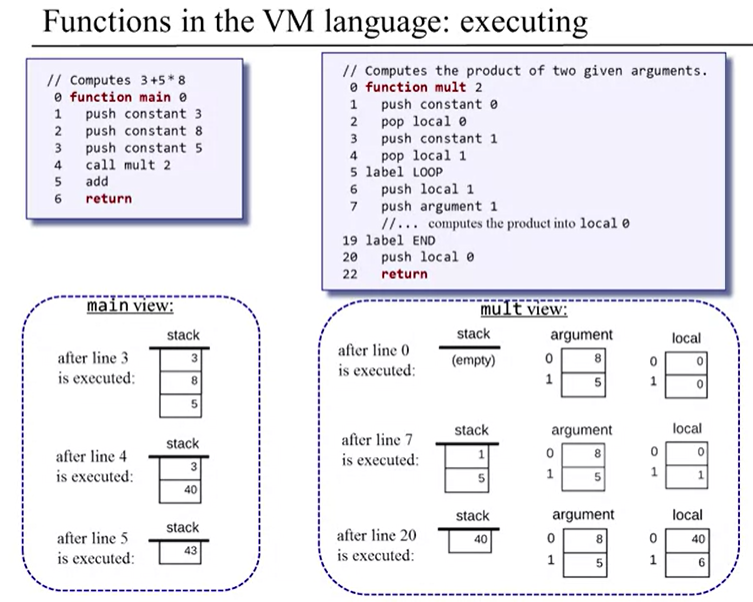 Functions in the VM language: executing
// Computes 3+5*8
0 function main 0
1 push constant 3
2 push constant 8
3 push constant 5
4 call mult 2
5 add
6 return
// Computes the product of two given arguments.
0 function mult 2
1 push constant 0
2 pop local 0
3 push constant 1
4 pop local 1
5 label LOOP
6 push local 1
7 push argument 1
//... computes the product into local 0
19 label END
20 push local 0
22 return
main view:
stack
after line 3
is executed:
3
8
5
stack
after line 4
is executed:
3
40
stack
after line 5
is executed:
43
mult view:
stack argument local
after line 0
is executed:
(empty)
0 8
1 5
0 0
1 0
stack argument local
after line 7
is executed:
1
5
0 8
1 5
0 0
1 1
stack argument local
after line 20
is executed:
40
0 8
1 5
0 40
1 6